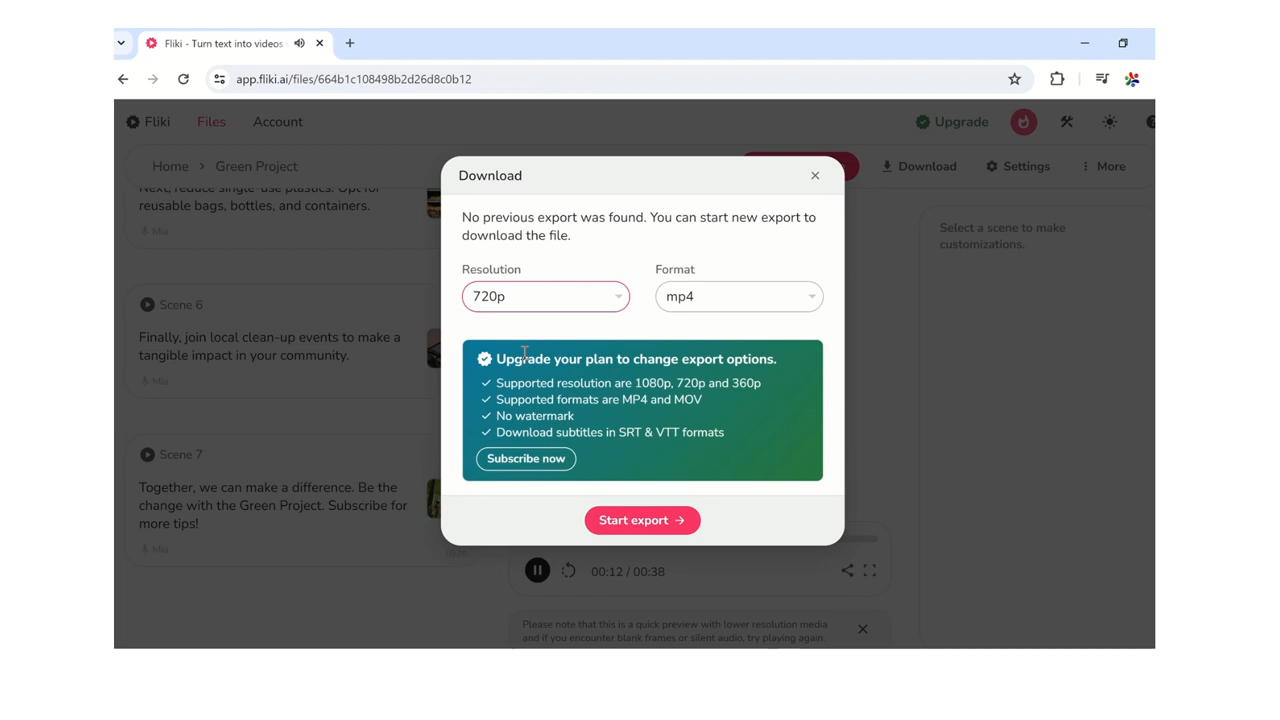 Fliki - Turn text into videos
app.fliki.ai/files/664b1c108498b2d26d8c0b12
Fliki Files Account Upgrade
Home > Green Project Download Settings More
Next, reduce single-use plastics. Opt for
reusable bags, bottles, and containers.
Mia
Scene 6
Finally, join local clean-up events to make a
tangible impact in your community.
Mia
Scene 7
Together, we can make a difference. Be the
change with the Green Project. Subscribe for
more tips!
Mia
Download
No previous export was found. You can start new export to
download the file.
Resolution Format
720p mp4
Upgrade your plan to change export options.
Supported resolution are 1080p, 720p and 360p
Supported formats are MP4 and MOV
No watermark
Download subtitles in SRT & VTT formats
Subscribe now
Start export
00:12 / 00:38
Please note that this is a quick preview with lower resolution media
and if you encounter blank frames or silent audio, try playing again.
Select a scene to make
customizations.